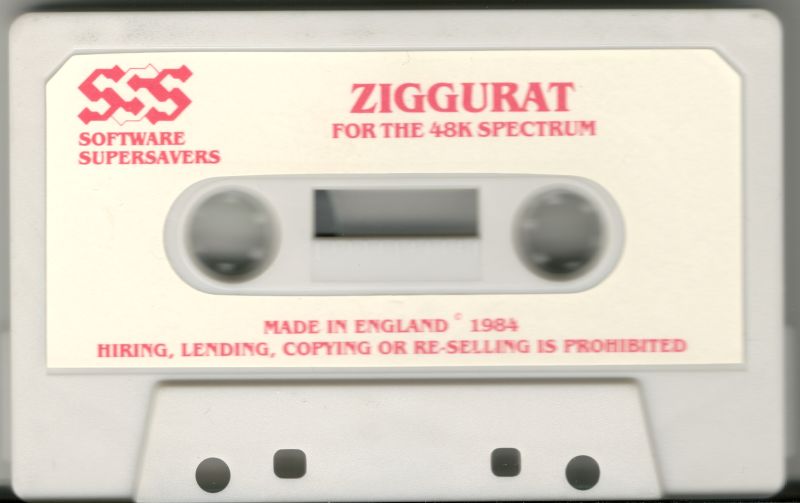 SS
SOFTWARE
SUPERSAVERS
ZIGGURAT
FOR THE 48K SPECTRUM
MADE IN ENGLAND © 1984
HIRING, LENDING, COPYING OR RE-SELLING IS PROHIBITED